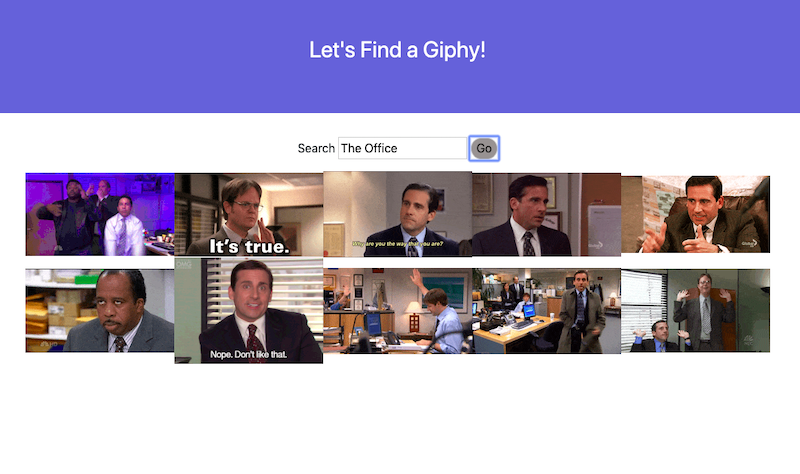 Let's Find a Giphy!
Search The Office Go
It's true.
Why are you the way that you are?
Nope. Don't like that.